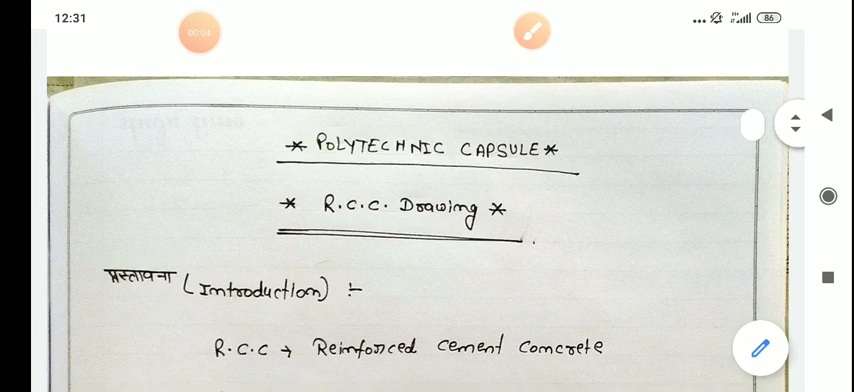 12:31
00:04
86
* POLYTECHNIC CAPSULE *
* R.C.C. Drawing *
प्रस्तावना (Introduction) :-
R.C.C → Reinforced cement concrete